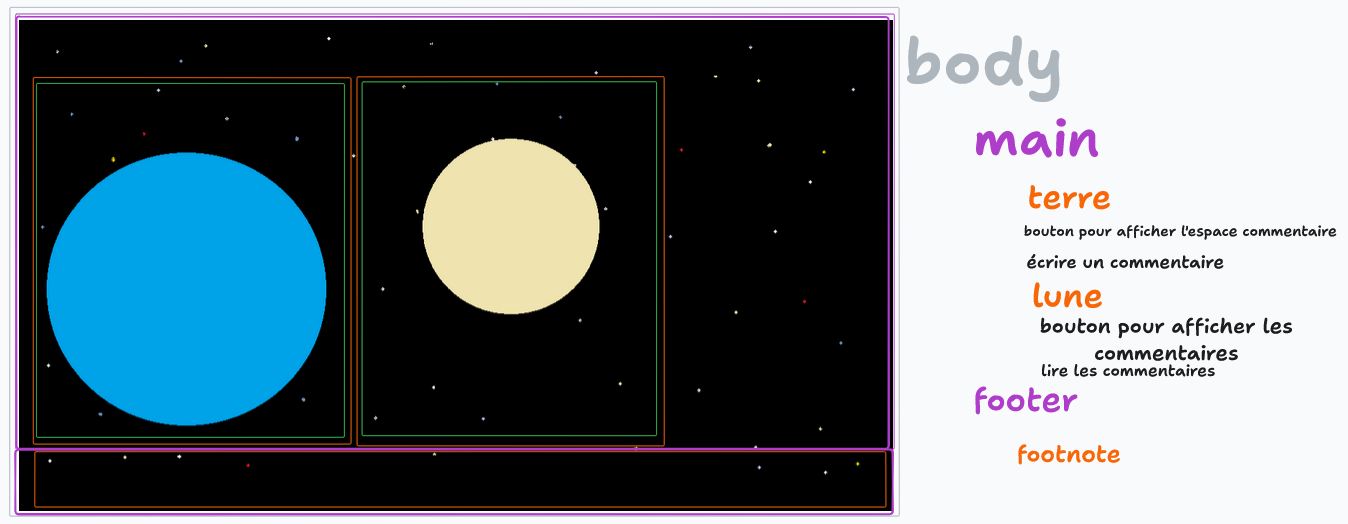 body
main
terre
bouton pour afficher l'espace commentaire
écrire un commentaire
lune
bouton pour afficher les
commentaires
lire les commentaires
footer
footnote